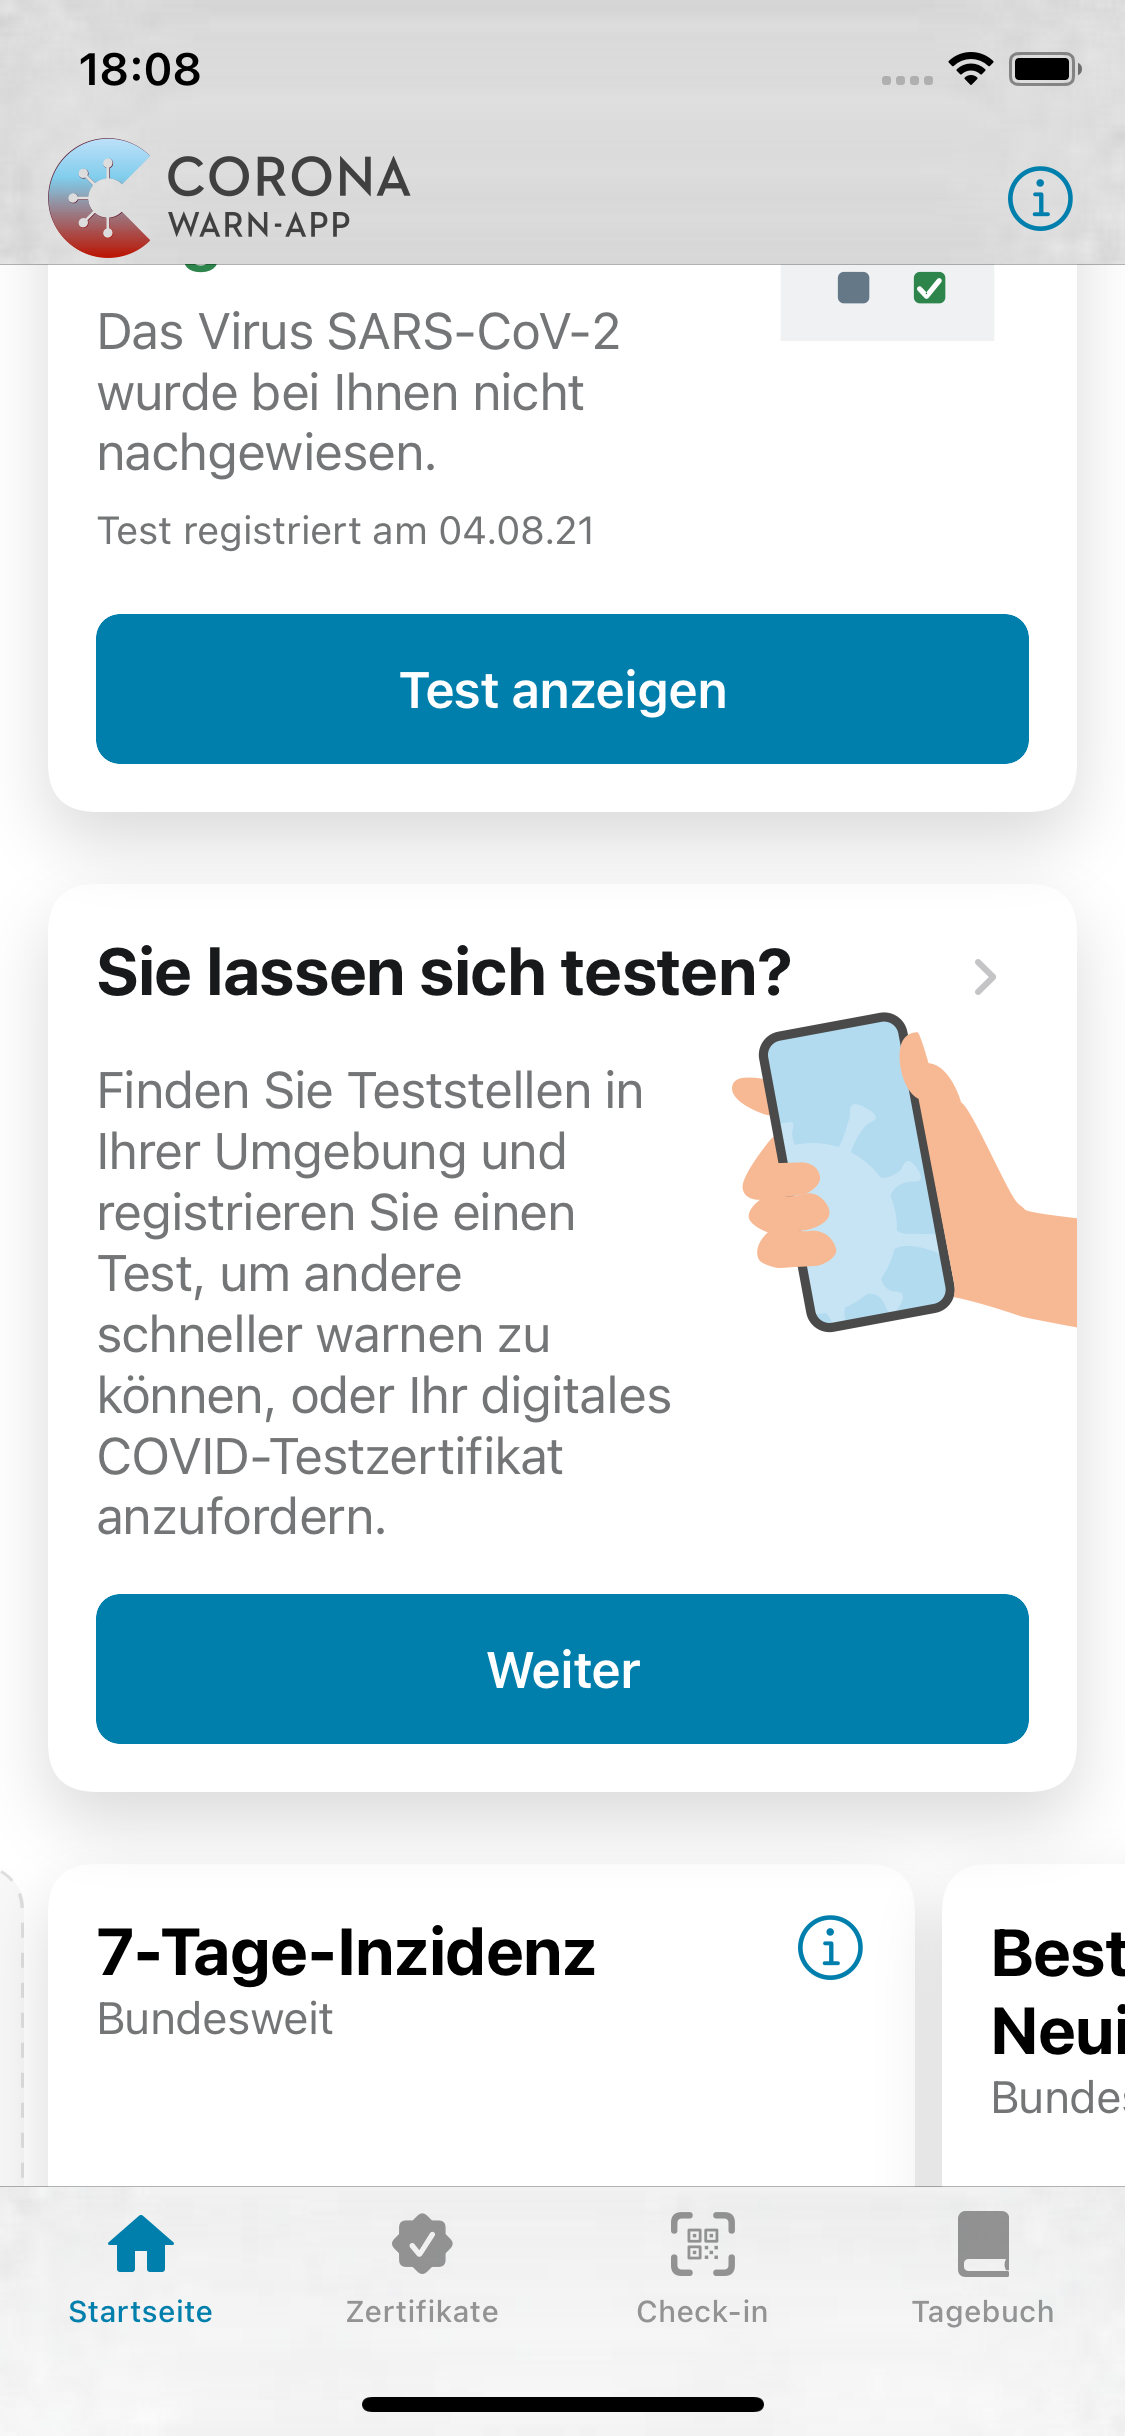 18:08
CORONA
WARN-APP
Das Virus SARS-CoV-2
wurde bei Ihnen nicht
nachgewiesen.
Test registriert am 04.08.21
Test anzeigen
Sie lassen sich testen?
Finden Sie Teststellen in
Ihrer Umgebung und
registrieren Sie einen
Test, um andere
schneller warnen zu
können, oder Ihr digitales
COVID-Testzertifikat
anzufordern.
Weiter
7-Tage-Inzidenz
Bundesweit
Best
Neui
Bundes
Startseite
Zertifikate
Check-in
Tagebuch